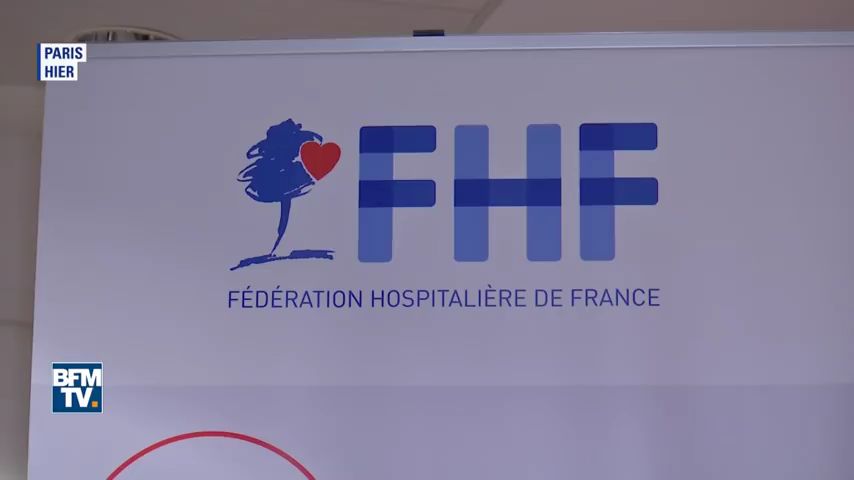 PARIS
HIER
FHF
FÉDÉRATION HOSPITALIÈRE DE FRANCE
BFM
TV.